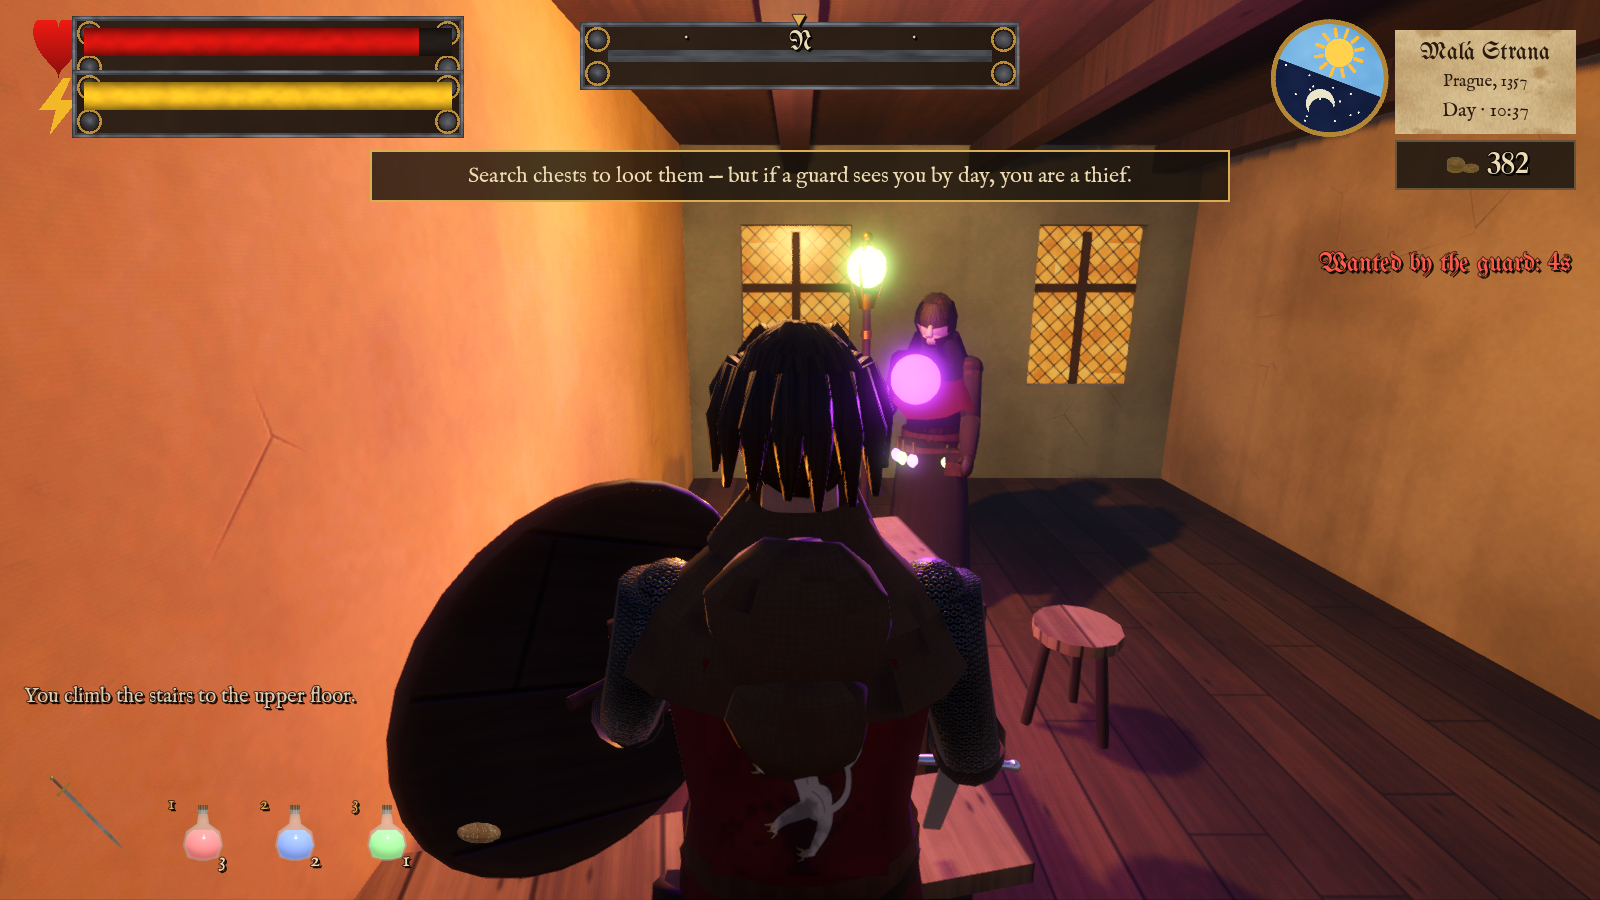 N
Malá Strana
Prague, 1357
Day · 10:37
382
Search chests to loot them – but if a guard sees you by day, you are a thief.
Wanted by the guard: 4s
You climb the stairs to the upper floor.
1 2 3
3 2 1